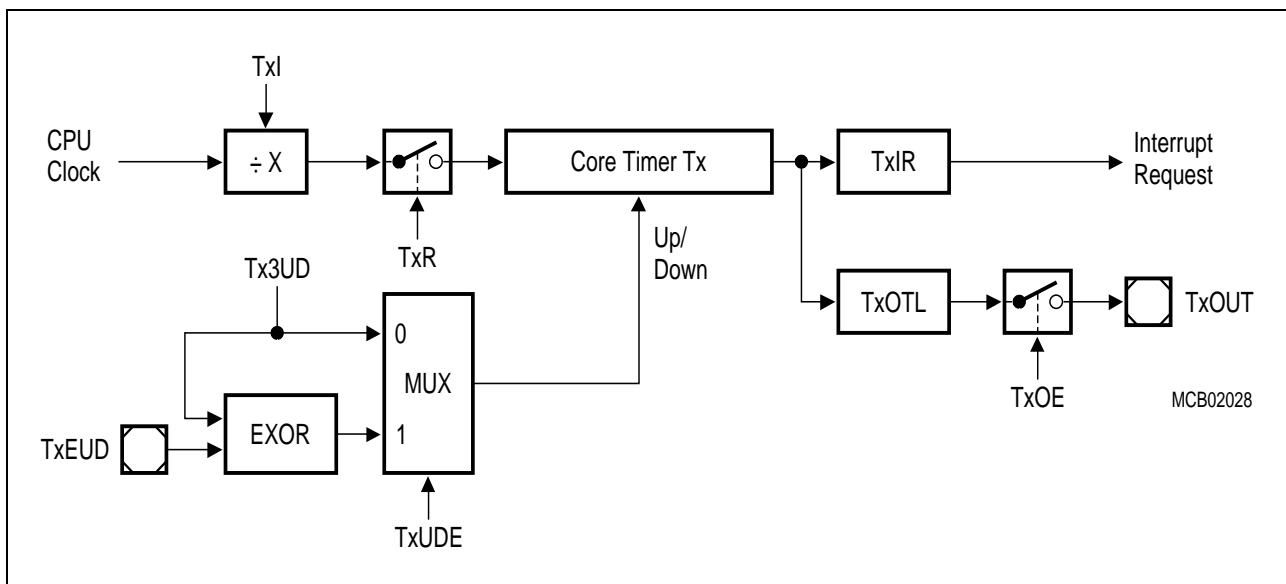 TxI
CPU
Clock
÷ X
Core Timer Tx
TxIR
Interrupt
Request
TxR
Up/
Down
Tx3UD
TxOTL
TxOUT
0
MUX
TxOE
MCB02028
EXOR
1
TxEUD
TxUDE